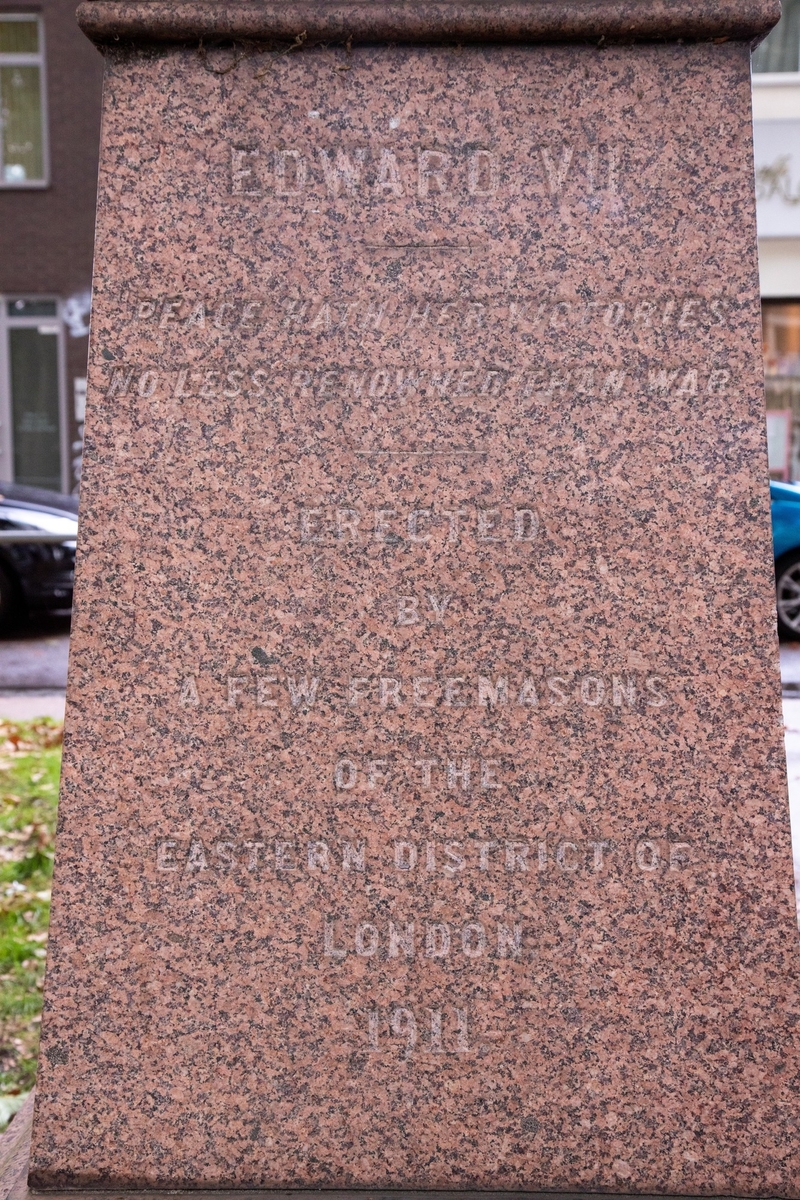 EDWARD VII
PEACE HATH HER VICTORIES
NO LESS RENOWNED THAN WAR
ERECTED
BY
A FEW FREEMASONS
OF THE
EASTERN DISTRICT OF
LONDON
1911